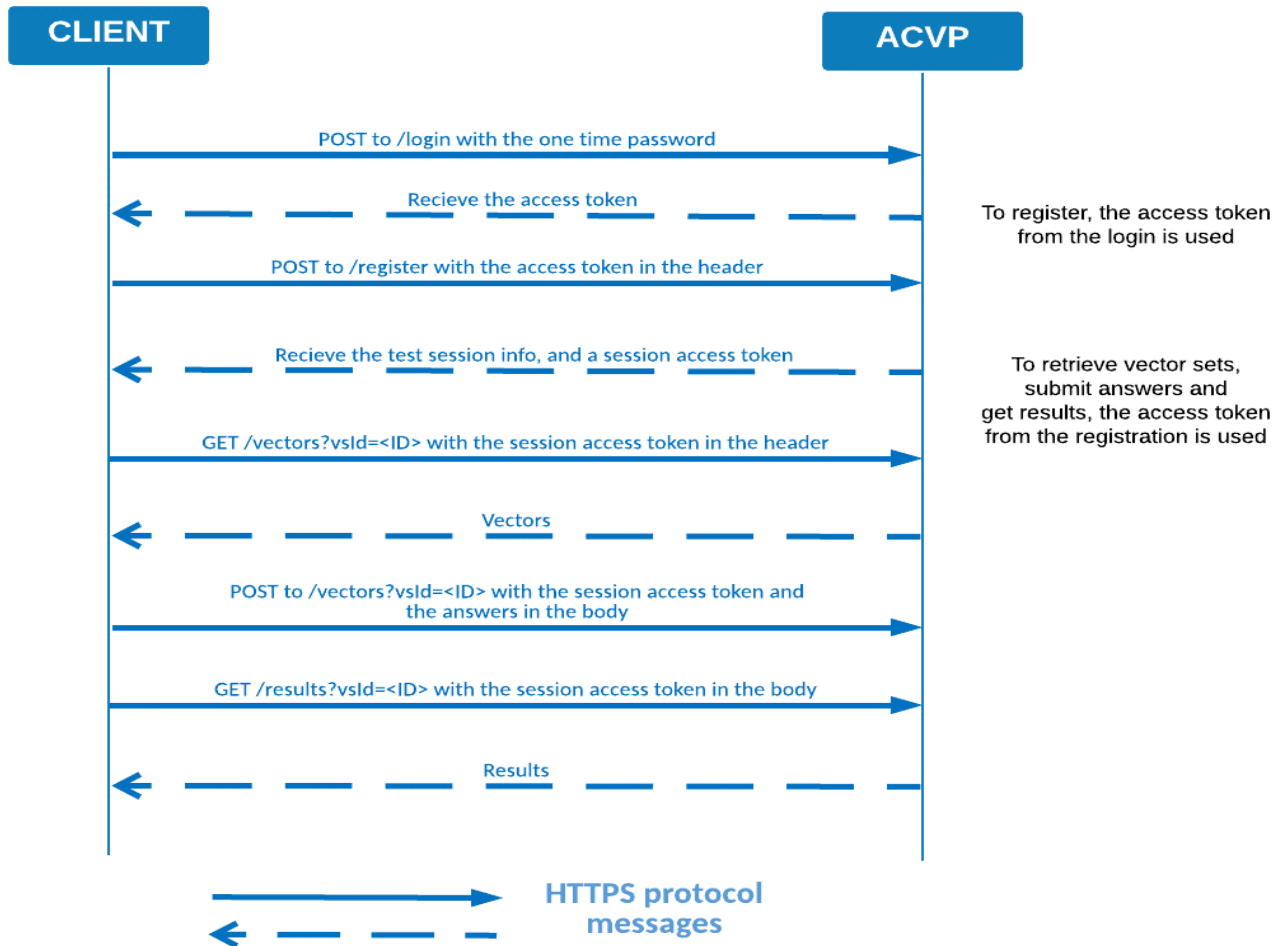 CLIENT
ACVP
POST to /login with the one time password
Recieve the access token
To register, the access token
from the login is used
POST to /register with the access token in the header
Recieve the test session info, and a session access token
To retrieve vector sets,
submit answers and
get results, the access token
from the registration is used
GET /vectors?vsId=<ID> with the session access token in the header
Vectors
POST to /vectors?vsId=<ID> with the session access token and
the answers in the body
GET /results?vsId=<ID> with the session access token in the body
Results
HTTPS protocol
messages